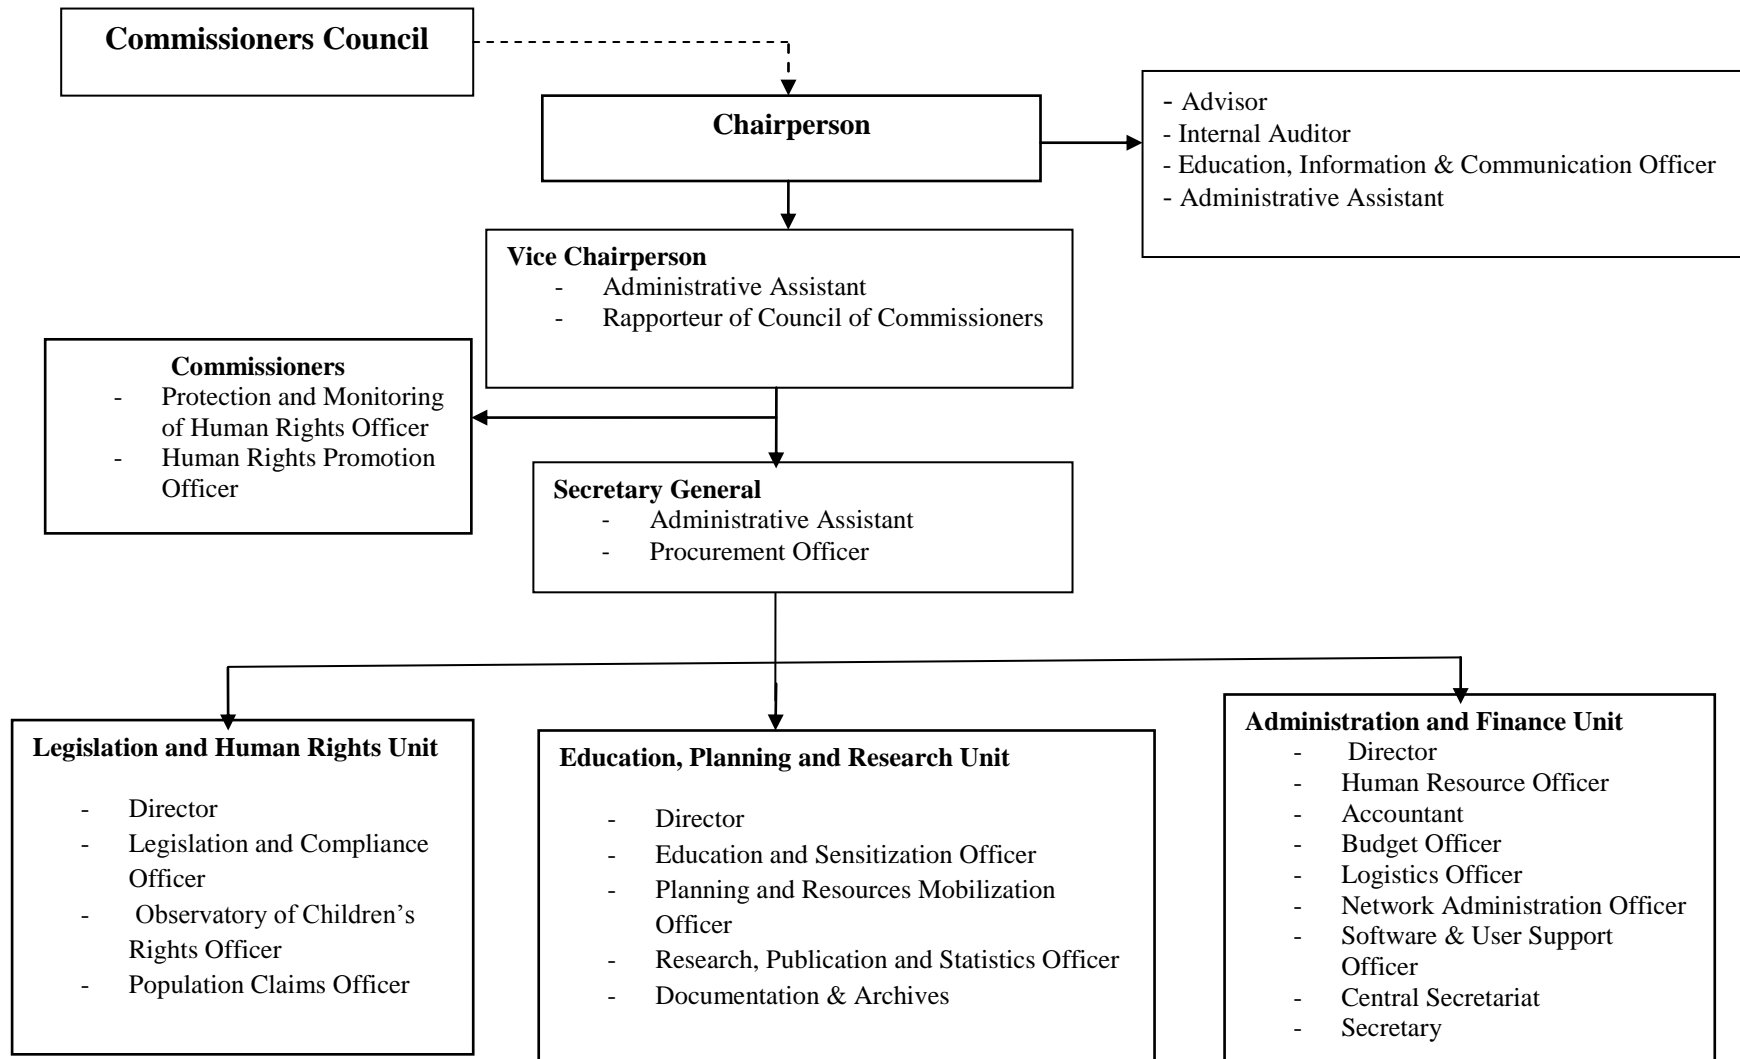 Commissioners Council
Chairperson
- Advisor
- Internal Auditor
- Education, Information & Communication Officer
- Administrative Assistant
Vice Chairperson
- Administrative Assistant
- Rapporteur of Council of Commissioners
Commissioners
- Protection and Monitoring
of Human Rights Officer
- Human Rights Promotion
Officer
Secretary General
- Administrative Assistant
- Procurement Officer
Legislation and Human Rights Unit
- Director
- Legislation and Compliance
Officer
- Observatory of Children’s
Rights Officer
- Population Claims Officer
Education, Planning and Research Unit
- Director
- Education and Sensitization Officer
- Planning and Resources Mobilization
Officer
- Research, Publication and Statistics Officer
- Documentation & Archives
Administration and Finance Unit
- Director
- Human Resource Officer
- Accountant
- Budget Officer
- Logistics Officer
- Network Administration Officer
- Software & User Support
Officer
- Central Secretariat
- Secretary